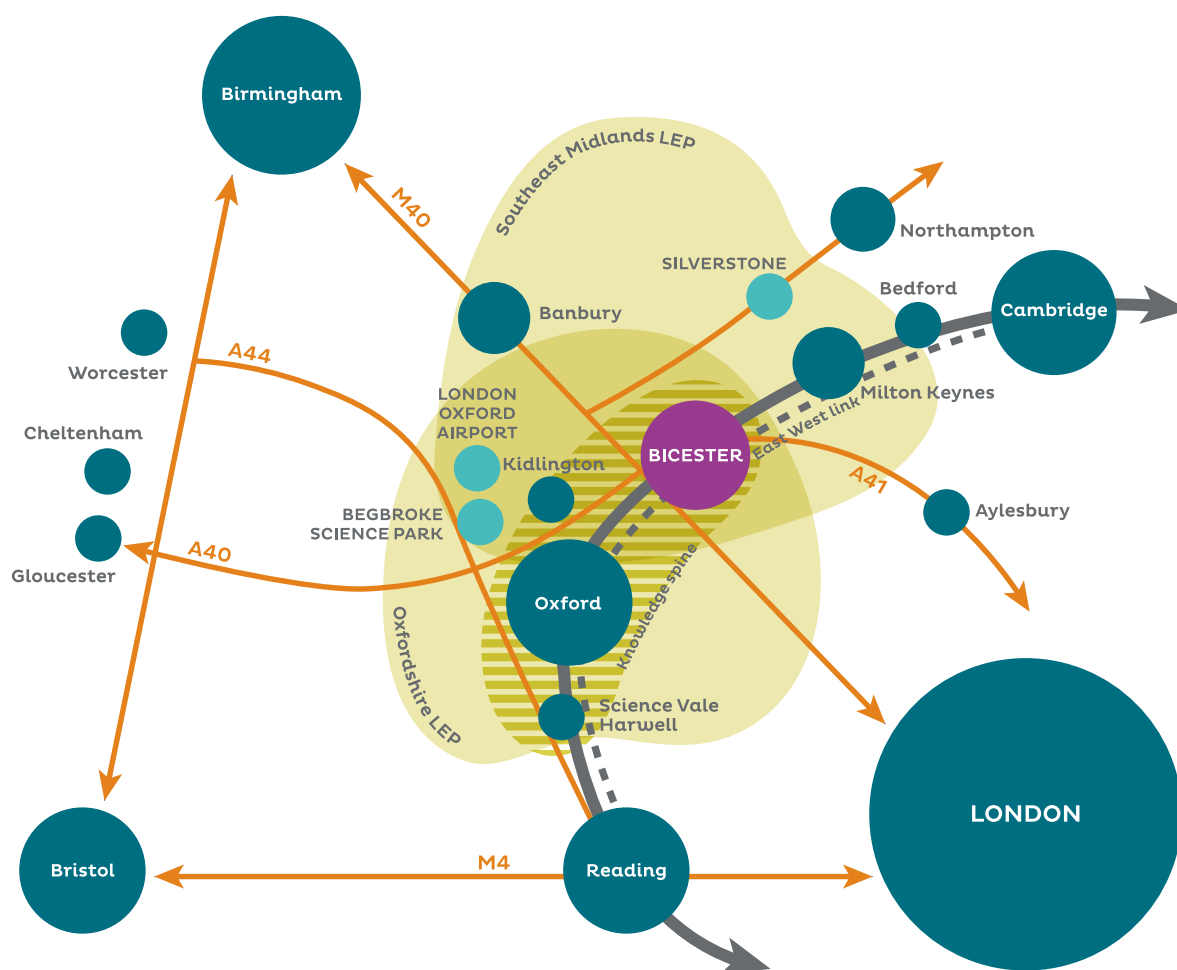 Birmingham
Southeast Midlands LEP
M40
Northampton
SILVERSTONE
Bedford
Cambridge
Banbury
Worcester
A44
LONDON
OXFORD
AIRPORT
Milton Keynes
East West link
Cheltenham
Kidlington
BICESTER
A41
BEGBROKE
SCIENCE PARK
Aylesbury
A40
Gloucester
Oxford
Knowledge spine
Oxfordshire LEP
Science Vale
Harwell
LONDON
M4
Bristol
Reading